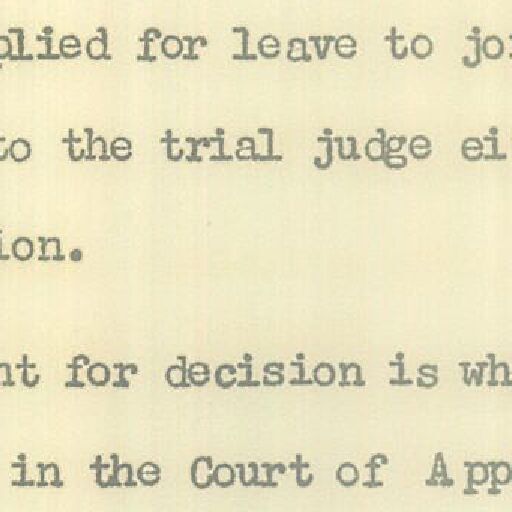 plied for leave to joi
to the trial judge ei
ion.
nt for decision is wh
in the Court of App